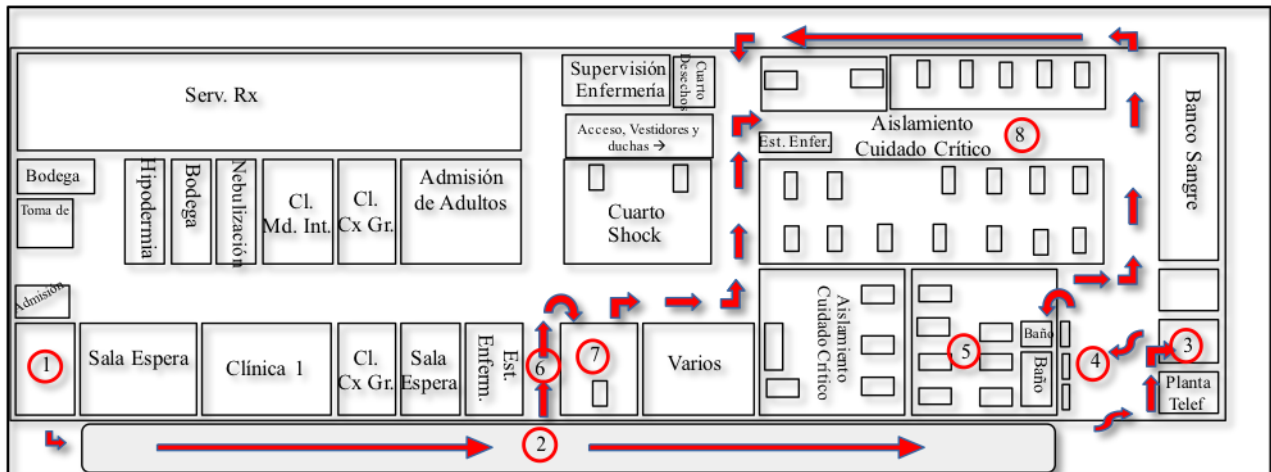 Serv. Rx
Supervisión
Enfermería
Cuarto
Desechos
Acceso, Vestidores y
duchas →
Bodega
Toma de
Hipodermia
Bodega
Nebulización
Cl.
Md. Int.
Cl.
Cx Gr.
Admisión
de Adultos
Cuarto
Shock
Est. Enfer.
Aislamiento
Cuidado Crítico
8
Banco Sangre
Admisión
1
Sala Espera
Clínica 1
Cl.
Cx Gr.
Sala
Espera
Est.
Enferm.
6
7
Varios
Aislamiento
Cuidado Crítico
5
Baño
Baño
4
3
Planta
Telef
2